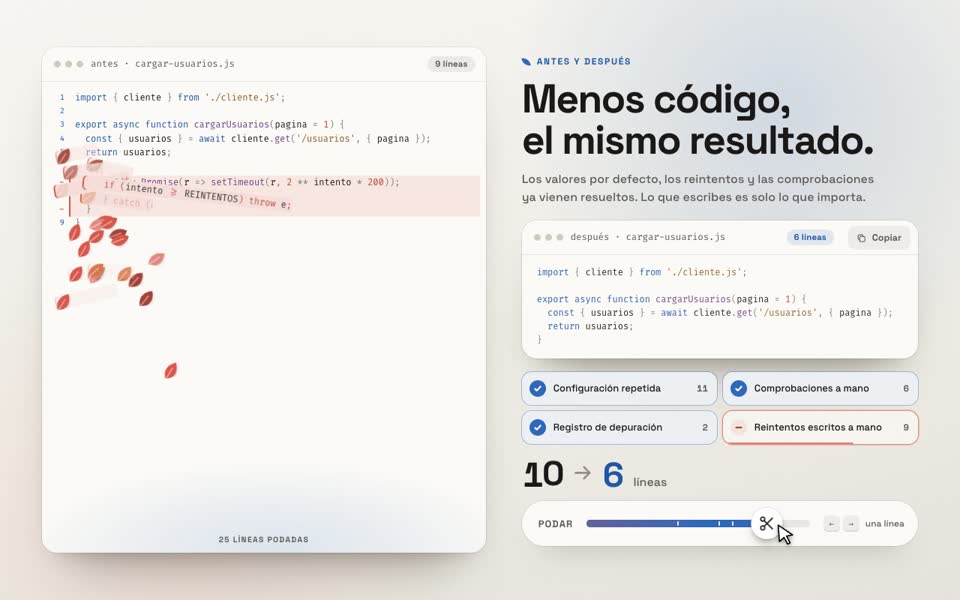 antes · cargar-usuarios.js
9 líneas
1 import { cliente } from './cliente.js';
2
3 export async function cargarUsuarios(pagina = 1) {
4 const { usuarios } = await cliente.get('/usuarios', { pagina });
return usuarios;
Promise(r => setTimeout(r, 2 ** intento * 200));
if (intento ≥ REINTENTOS) throw e;
} catch {
}
9 }
25 LÍNEAS PODADAS
ANTES Y DESPUÉS
Menos código,
el mismo resultado.
Los valores por defecto, los reintentos y las comprobaciones
ya vienen resueltos. Lo que escribes es solo lo que importa.
después · cargar-usuarios.js
6 líneas
Copiar
import { cliente } from './cliente.js';
export async function cargarUsuarios(pagina = 1) {
const { usuarios } = await cliente.get('/usuarios', { pagina });
return usuarios;
}
Configuración repetida 11
Comprobaciones a mano 6
Registro de depuración 2
Reintentos escritos a mano 9
10 → 6 líneas
PODAR
← → una línea